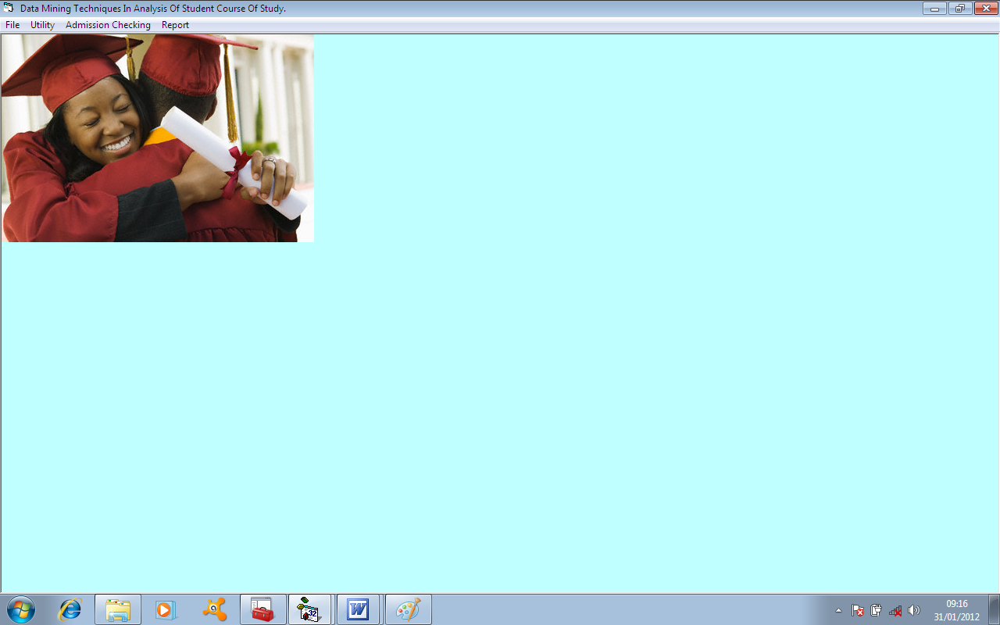 Data Mining Techniques In Analysis Of Student Course Of Study.
File Utility Admission Checking Report
32
W
09:16
31/01/2012